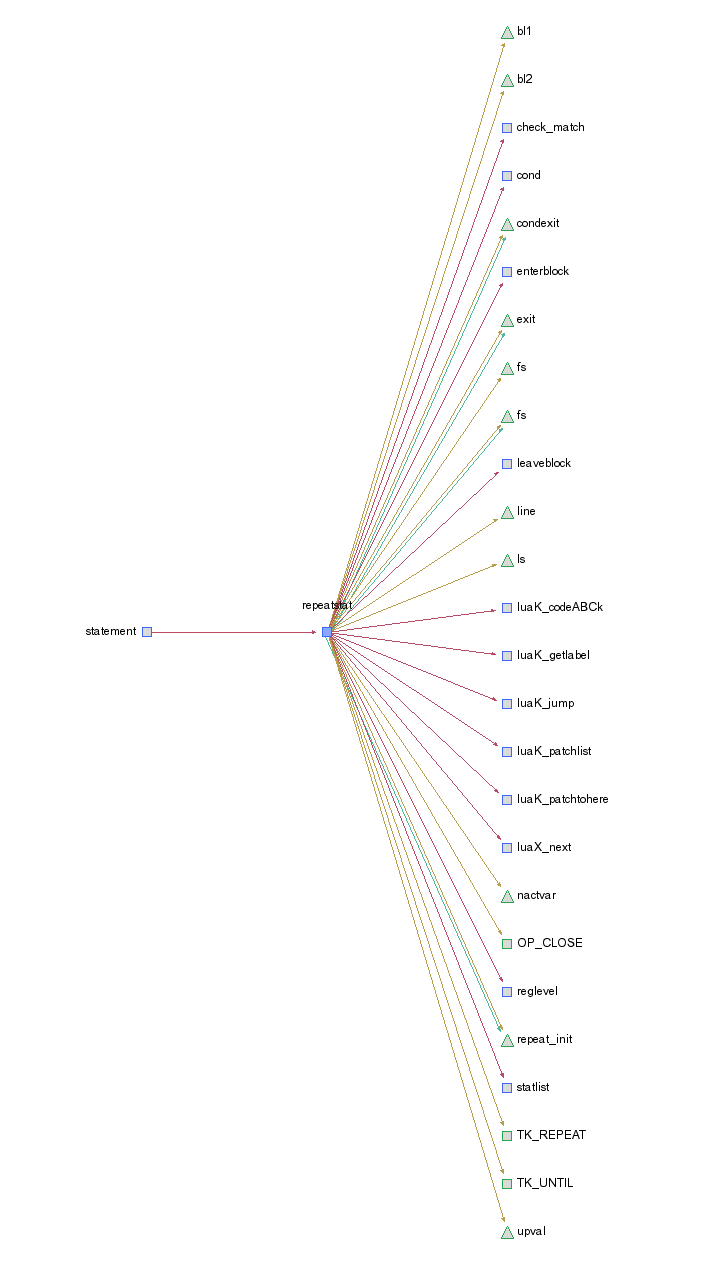 bl1
bl2
check_match
cond
condexit
enterblock
exit
fs
fs
leaveblock
line
ls
repeatstat
luaK_codeABCk
statement
luaK_getlabel
luaK_jump
luaK_patchlist
luaK_patchtohere
luaX_next
nactvar
OP_CLOSE
reglevel
repeat_init
statlist
TK_REPEAT
TK_UNTIL
upval